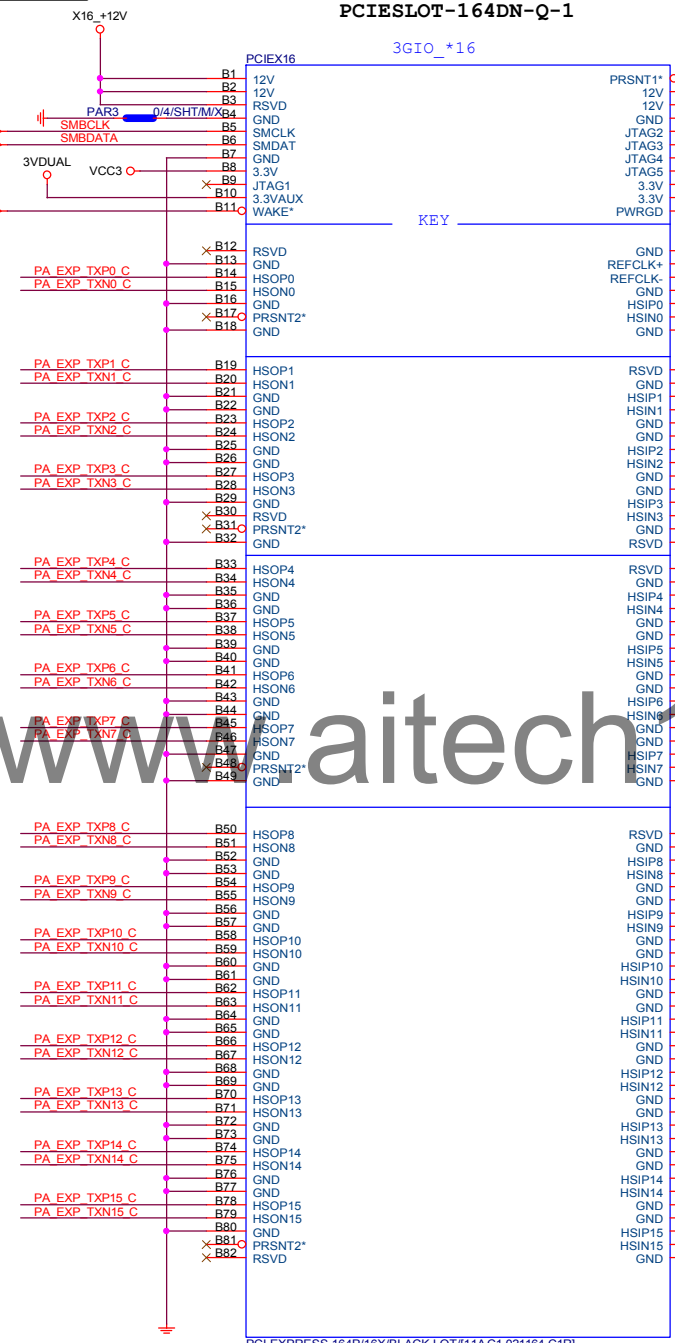 PCIESLOT-164DN-Q-1
X16_+12V
3GIO_*16
PCIEX16
B1 12V PRSNT1*
B2 12V 12V
B3 RSVD 12V
PAR3 0/4/SHT/M/X B4 GND GND
SMBCLK B5 SMCLK JTAG2
SMBDATA B6 SMDAT JTAG3
B7 GND JTAG4
3VDUAL VCC3 B8 3.3V JTAG5
B9 JTAG1 3.3V
B10 3.3VAUX 3.3V
B11 WAKE* PWRGD
KEY
B12 RSVD GND
B13 GND REFCLK+
PA_EXP_TXP0_C B14 HSOP0 REFCLK-
PA_EXP_TXN0_C B15 HSON0 GND
B16 GND HSIP0
B17 PRSNT2* HSIN0
B18 GND GND
PA_EXP_TXP1_C B19 HSOP1 RSVD
PA_EXP_TXN1_C B20 HSON1 GND
B21 GND HSIP1
B22 GND HSIN1
PA_EXP_TXP2_C B23 HSOP2 GND
PA_EXP_TXN2_C B24 HSON2 GND
B25 GND HSIP2
B26 GND HSIN2
PA_EXP_TXP3_C B27 HSOP3 GND
PA_EXP_TXN3_C B28 HSON3 GND
B29 GND HSIP3
B30 RSVD HSIN3
B31 PRSNT2* GND
B32 GND RSVD
PA_EXP_TXP4_C B33 HSOP4 RSVD
PA_EXP_TXN4_C B34 HSON4 GND
B35 GND HSIP4
B36 GND HSIN4
PA_EXP_TXP5_C B37 HSOP5 GND
PA_EXP_TXN5_C B38 HSON5 GND
B39 GND HSIP5
B40 GND HSIN5
PA_EXP_TXP6_C B41 HSOP6 GND
PA_EXP_TXN6_C B42 HSON6 GND
B43 GND HSIP6
B44 GND HSIN6
PA_EXP_TXP7_C B45 HSOP7 GND
PA_EXP_TXN7_C B46 HSON7 GND
www.aitech1
B47 GND HSIP7
B48 PRSNT2* HSIN7
B49 GND GND
PA_EXP_TXP8_C B50 HSOP8 RSVD
PA_EXP_TXN8_C B51 HSON8 GND
B52 GND HSIP8
B53 GND HSIN8
PA_EXP_TXP9_C B54 HSOP9 GND
PA_EXP_TXN9_C B55 HSON9 GND
B56 GND HSIP9
B57 GND HSIN9
PA_EXP_TXP10_C B58 HSOP10 GND
PA_EXP_TXN10_C B59 HSON10 GND
B60 GND HSIP10
B61 GND HSIN10
PA_EXP_TXP11_C B62 HSOP11 GND
PA_EXP_TXN11_C B63 HSON11 GND
B64 GND HSIP11
B65 GND HSIN11
PA_EXP_TXP12_C B66 HSOP12 GND
PA_EXP_TXN12_C B67 HSON12 GND
B68 GND HSIP12
B69 GND HSIN12
PA_EXP_TXP13_C B70 HSOP13 GND
PA_EXP_TXN13_C B71 HSON13 GND
B72 GND HSIP13
B73 GND HSIN13
PA_EXP_TXP14_C B74 HSOP14 GND
PA_EXP_TXN14_C B75 HSON14 GND
B76 GND HSIP14
B77 GND HSIN14
PA_EXP_TXP15_C B78 HSOP15 GND
PA_EXP_TXN15_C B79 HSON15 GND
B80 GND HSIP15
B81 PRSNT2* HSIN15
B82 RSVD GND